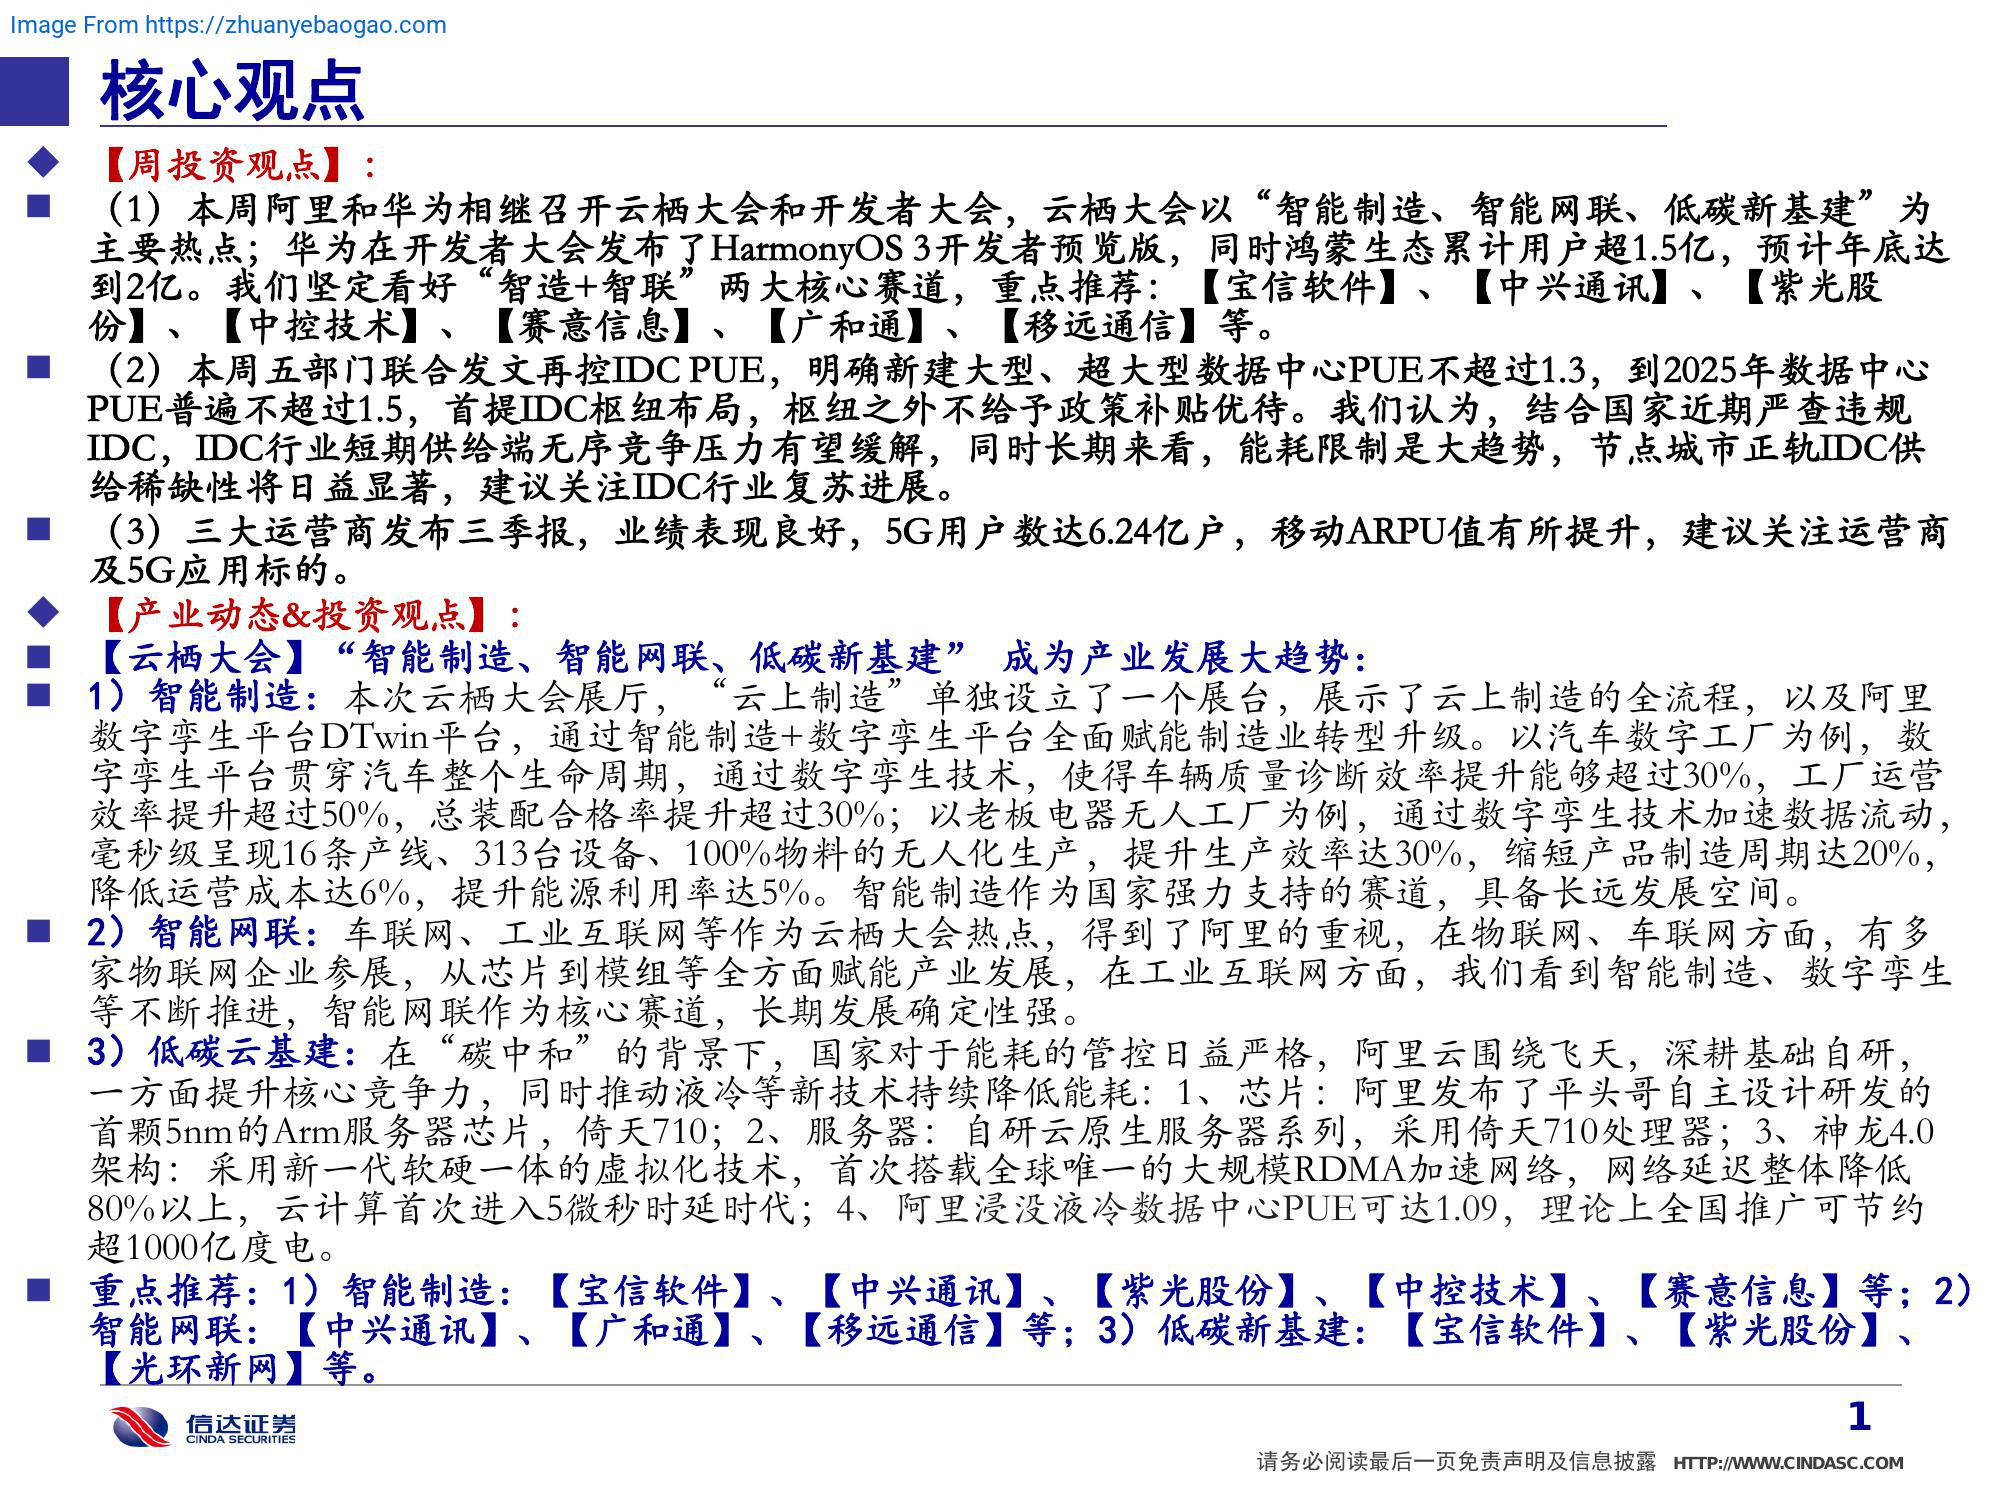 Image From https://zhuanyebaogao.com
核心观点
【周投资观点】:
（1）本周阿里和华为相继召开云栖大会和开发者大会，云栖大会以“智能制造、智能网联、低碳新基建”为
主要热点；华为在开发者大会发布了HarmonyOS 3开发者预览版，同时鸿蒙生态累计用户超1.5亿，预计年底达
到2亿。我们坚定看好“智造+智联”两大核心赛道，重点推荐：【宝信软件】、【中兴通讯】、【紫光股
份】、【中控技术】、【赛意信息】、【广和通】、【移远通信】等。
（2）本周五部门联合发文再控IDC PUE，明确新建大型、超大型数据中心PUE不超过1.3，到2025年数据中心
PUE普遍不超过1.5，首提IDC枢纽布局，枢纽之外不给予政策补贴优待。我们认为，结合国家近期严查违规
IDC，IDC行业短期供给端无序竞争压力有望缓解，同时长期来看，能耗限制是大趋势，节点城市正轨IDC供
给稀缺性将日益显著，建议关注IDC行业复苏进展。
（3）三大运营商发布三季报，业绩表现良好，5G用户数达6.24亿户，移动ARPU值有所提升，建议关注运营商
及5G应用标的。
【产业动态&投资观点】:
【云栖大会】“智能制造、智能网联、低碳新基建” 成为产业发展大趋势：
1）智能制造：本次云栖大会展厅，“云上制造”单独设立了一个展台，展示了云上制造的全流程，以及阿里
数字孪生平台DTwin平台，通过智能制造+数字孪生平台全面赋能制造业转型升级。以汽车数字工厂为例，数
字孪生平台贯穿汽车整个生命周期，通过数字孪生技术，使得车辆质量诊断效率提升能够超过30%，工厂运营
效率提升超过50%，总装配合格率提升超过30%；以老板电器无人工厂为例，通过数字孪生技术加速数据流动，
毫秒级呈现16条产线、313台设备、100%物料的无人化生产，提升生产效率达30%，缩短产品制造周期达20%，
降低运营成本达6%，提升能源利用率达5%。智能制造作为国家强力支持的赛道，具备长远发展空间。
2）智能网联：车联网、工业互联网等作为云栖大会热点，得到了阿里的重视，在物联网、车联网方面，有多
家物联网企业参展，从芯片到模组等全方面赋能产业发展，在工业互联网方面，我们看到智能制造、数字孪生
等不断推进，智能网联作为核心赛道，长期发展确定性强。
3）低碳云基建：在“碳中和”的背景下，国家对于能耗的管控日益严格，阿里云围绕飞天，深耕基础自研，
一方面提升核心竞争力，同时推动液冷等新技术持续降低能耗：1、芯片：阿里发布了平头哥自主设计研发的
首颗5nm的Arm服务器芯片，倚天710；2、服务器：自研云原生服务器系列，采用倚天710处理器；3、神龙4.0
架构：采用新一代软硬一体的虚拟化技术，首次搭载全球唯一的大规模RDMA加速网络，网络延迟整体降低
80%以上，云计算首次进入5微秒时延时代；4、阿里浸没液冷数据中心PUE可达1.09，理论上全国推广可节约
超1000亿度电。
重点推荐：1）智能制造：【宝信软件】、【中兴通讯】、【紫光股份】、【中控技术】、【赛意信息】等；2）
智能网联：【中兴通讯】、【广和通】、【移远通信】等；3）低碳新基建：【宝信软件】、【紫光股份】、
【光环新网】等。
信达证券
CINDA SECURITIES
1
请务必阅读最后一页免责声明及信息披露 HTTP://WWW.CINDASC.COM